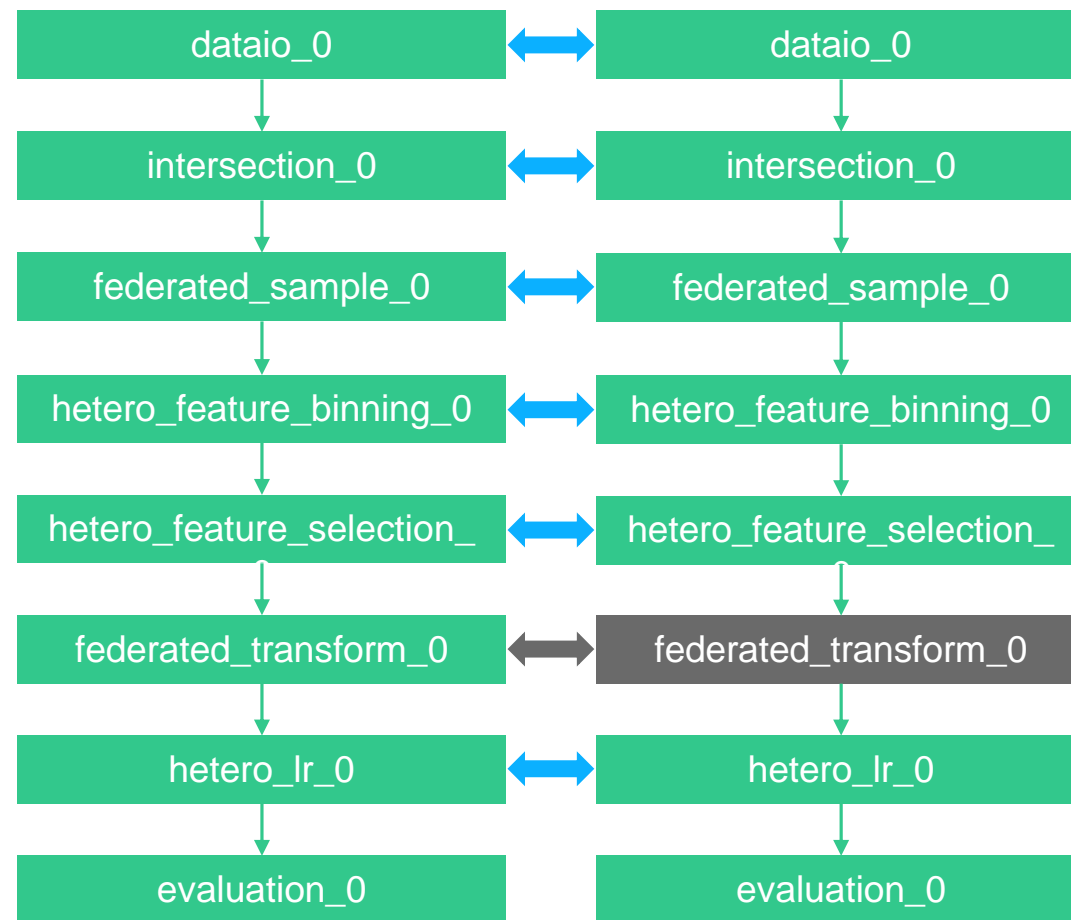 dataio_0 dataio_0
intersection_0 intersection_0
federated_sample_0 federated_sample_0
hetero_feature_binning_0 hetero_feature_binning_0
hetero_feature_selection_ hetero_feature_selection_
federated_transform_0 federated_transform_0
hetero_lr_0 hetero_lr_0
evaluation_0 evaluation_0